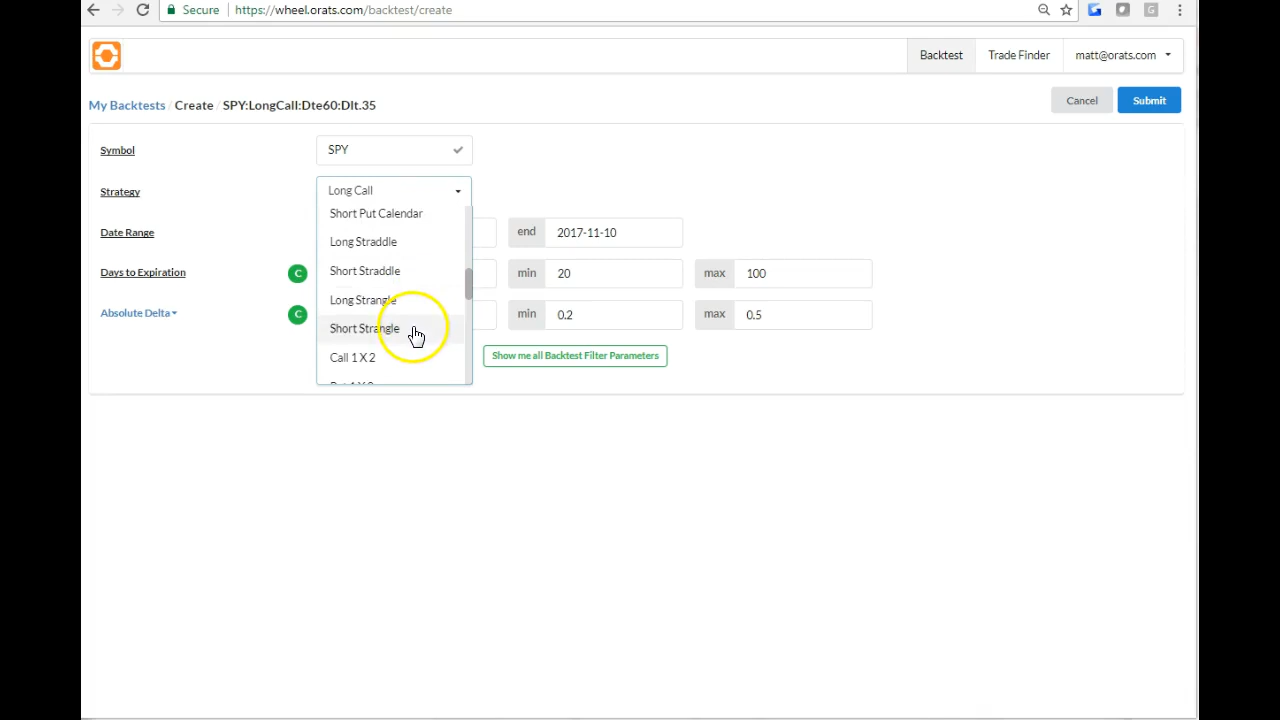 Secure https://wheel.orats.com/backtest/create
Backtest Trade Finder matt@orats.com
My Backtests / Create / SPY:LongCall:Dte60:Dlt.35 Cancel Submit
Symbol SPY
Strategy Long Call
Short Put Calendar
Date Range end 2017-11-10
Long Straddle
Days to Expiration C Short Straddle min 20 max 100
Long Strangle
Absolute Delta C min 0.2 max 0.5
Short Strangle
Call 1 X 2 Show me all Backtest Filter Parameters